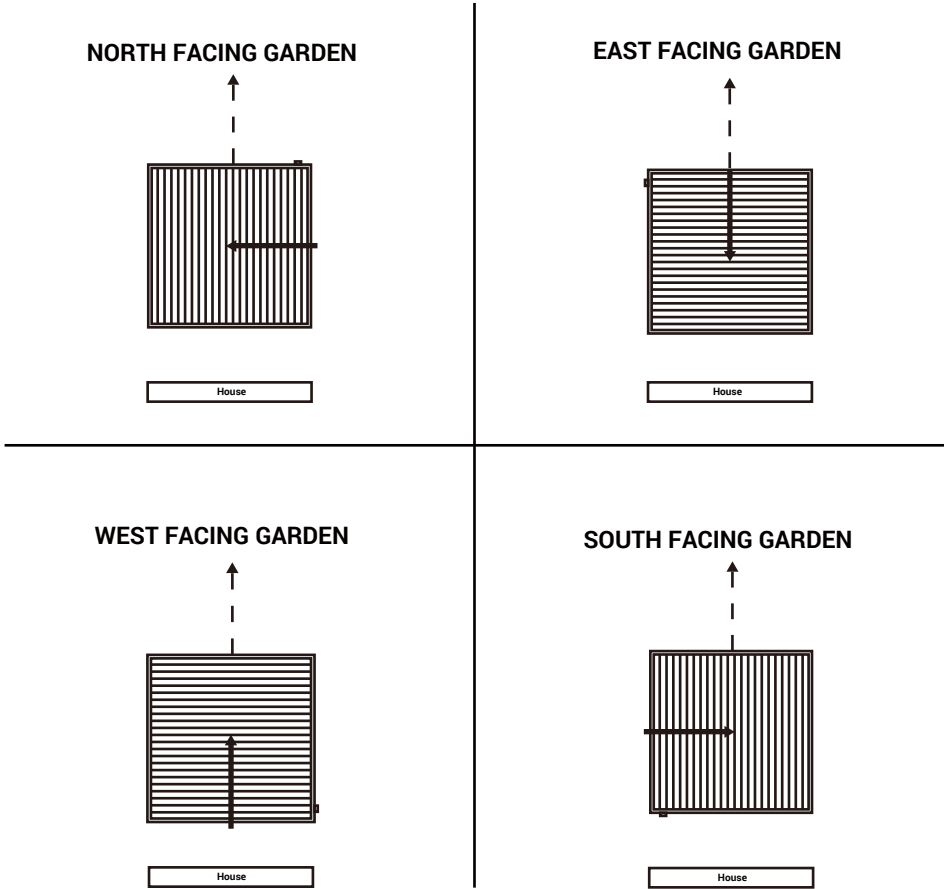 NORTH FACING GARDEN
EAST FACING GARDEN
House
House
WEST FACING GARDEN
SOUTH FACING GARDEN
House
House